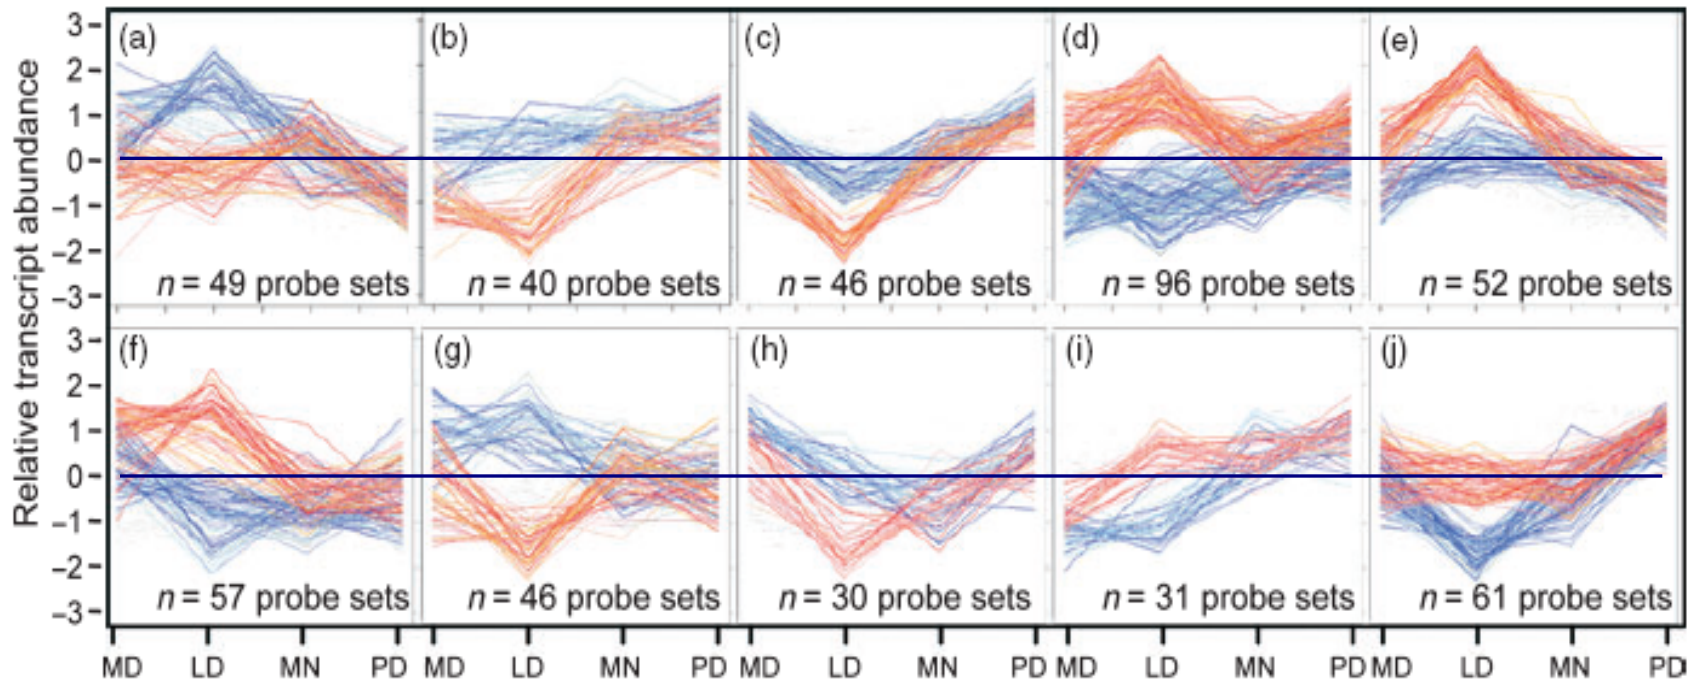 Relative transcript abundance
3
2
1
0
−1
−2
−3
(a)
n = 49 probe sets
(b)
n = 40 probe sets
(c)
n = 46 probe sets
(d)
n = 96 probe sets
(e)
n = 52 probe sets
3
2
1
0
−1
−2
−3
(f)
n = 57 probe sets
(g)
n = 46 probe sets
(h)
n = 30 probe sets
(i)
n = 31 probe sets
(j)
n = 61 probe sets
MD LD MN PD MD LD MN PD MD LD MN PD MD LD MN PD MD LD MN PD